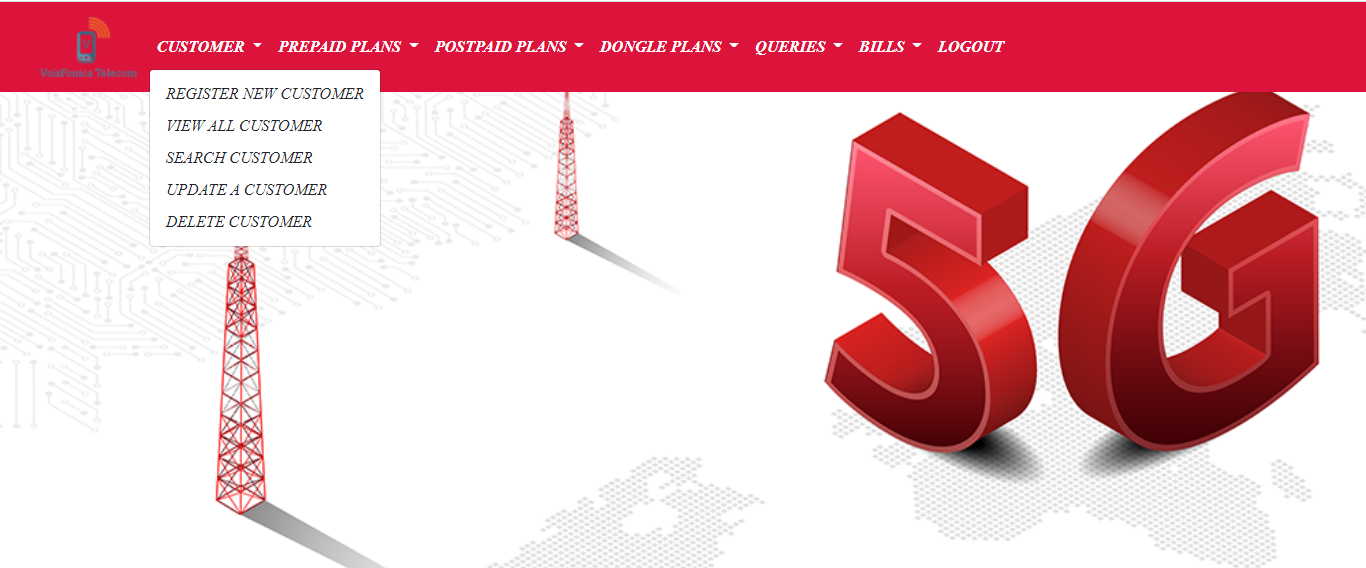 VoisFonica Telecom
CUSTOMER PREPAID PLANS POSTPAID PLANS DONGLE PLANS QUERIES BILLS LOGOUT
REGISTER NEW CUSTOMER
VIEW ALL CUSTOMER
SEARCH CUSTOMER
UPDATE A CUSTOMER
DELETE CUSTOMER
5G